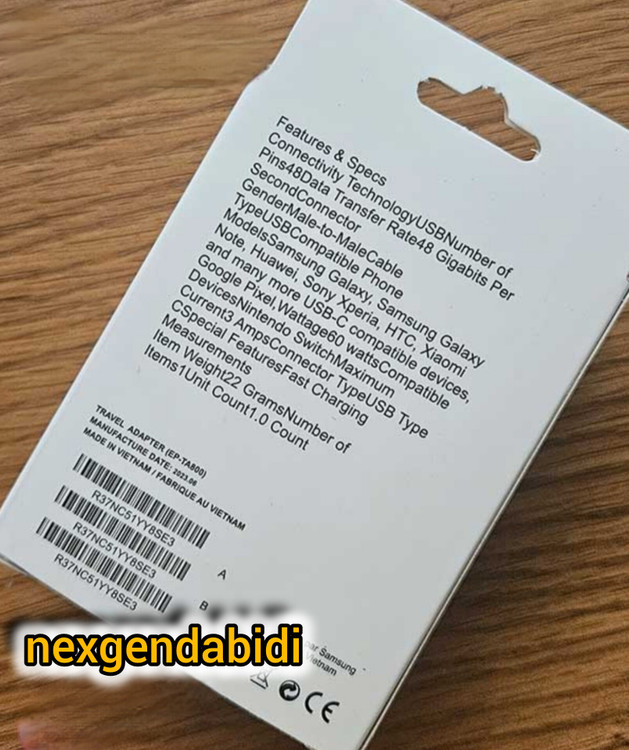 Features & Specs
Connectivity TechnologyUSBNumber of
Pins48Data Transfer Rate48 Gigabits Per
SecondConnector
GenderMale-to-MaleCable
TypeUSBCompatible Phone
ModelsSamsung Galaxy, Samsung Galaxy
Note, Huawei, Sony Xperia, HTC, Xiaomi
and many more USB-C compatible devices,
Google Pixel,Wattage60 wattsCompatible
DevicesNintendo SwitchMaximum
Current3 AmpsConnector TypeUSB Type
CSpecial FeaturesFast Charging
Measurements
Item Weight22 GramsNumber of
Items1Unit Count1.0 Count
TRAVEL ADAPTER (EP-TA800)
MANUFACTURE DATE: 2023.06
MADE IN VIETNAM / FABRIQUE AU VIETNAM
R37NC51YY8SE3
A
R37NC51YY8SE3
B
R37NC51YY8SE3
nexgendabidi
Samsung
CE